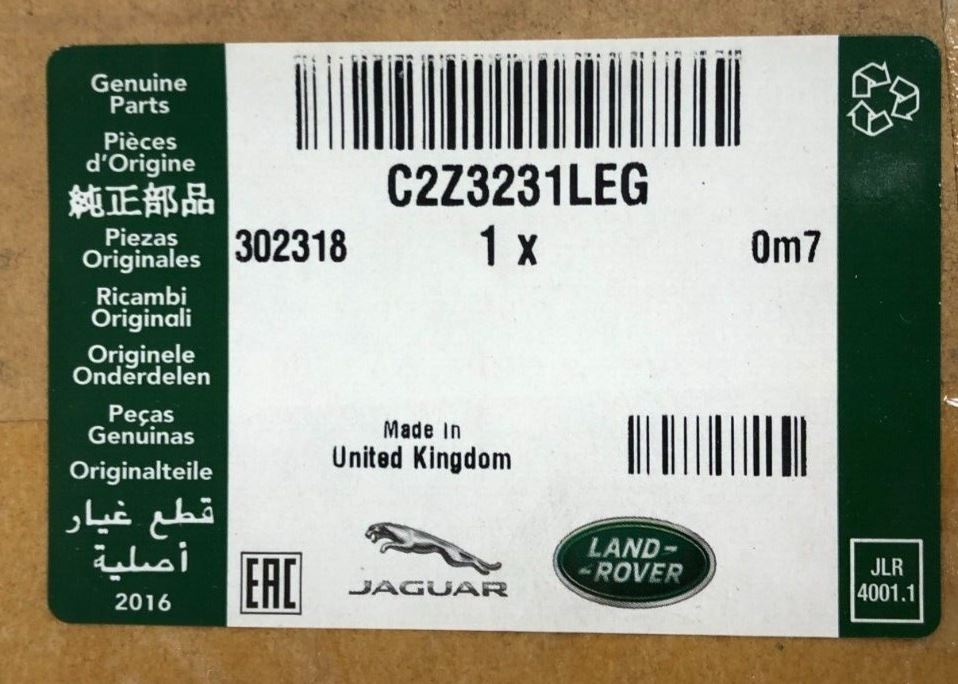 Genuine
Parts
Pièces
d'Origine
純正部品
Piezas
Originales
Ricambi
Originali
Originele
Onderdelen
Peças
Genuinas
Originalteile
قطع غيار
أصلية
2016
C2Z3231LEG
302318 1 x 0m7
Made in
United Kingdom
EAC
JAGUAR
LAND-
-ROVER
JLR
4001.1